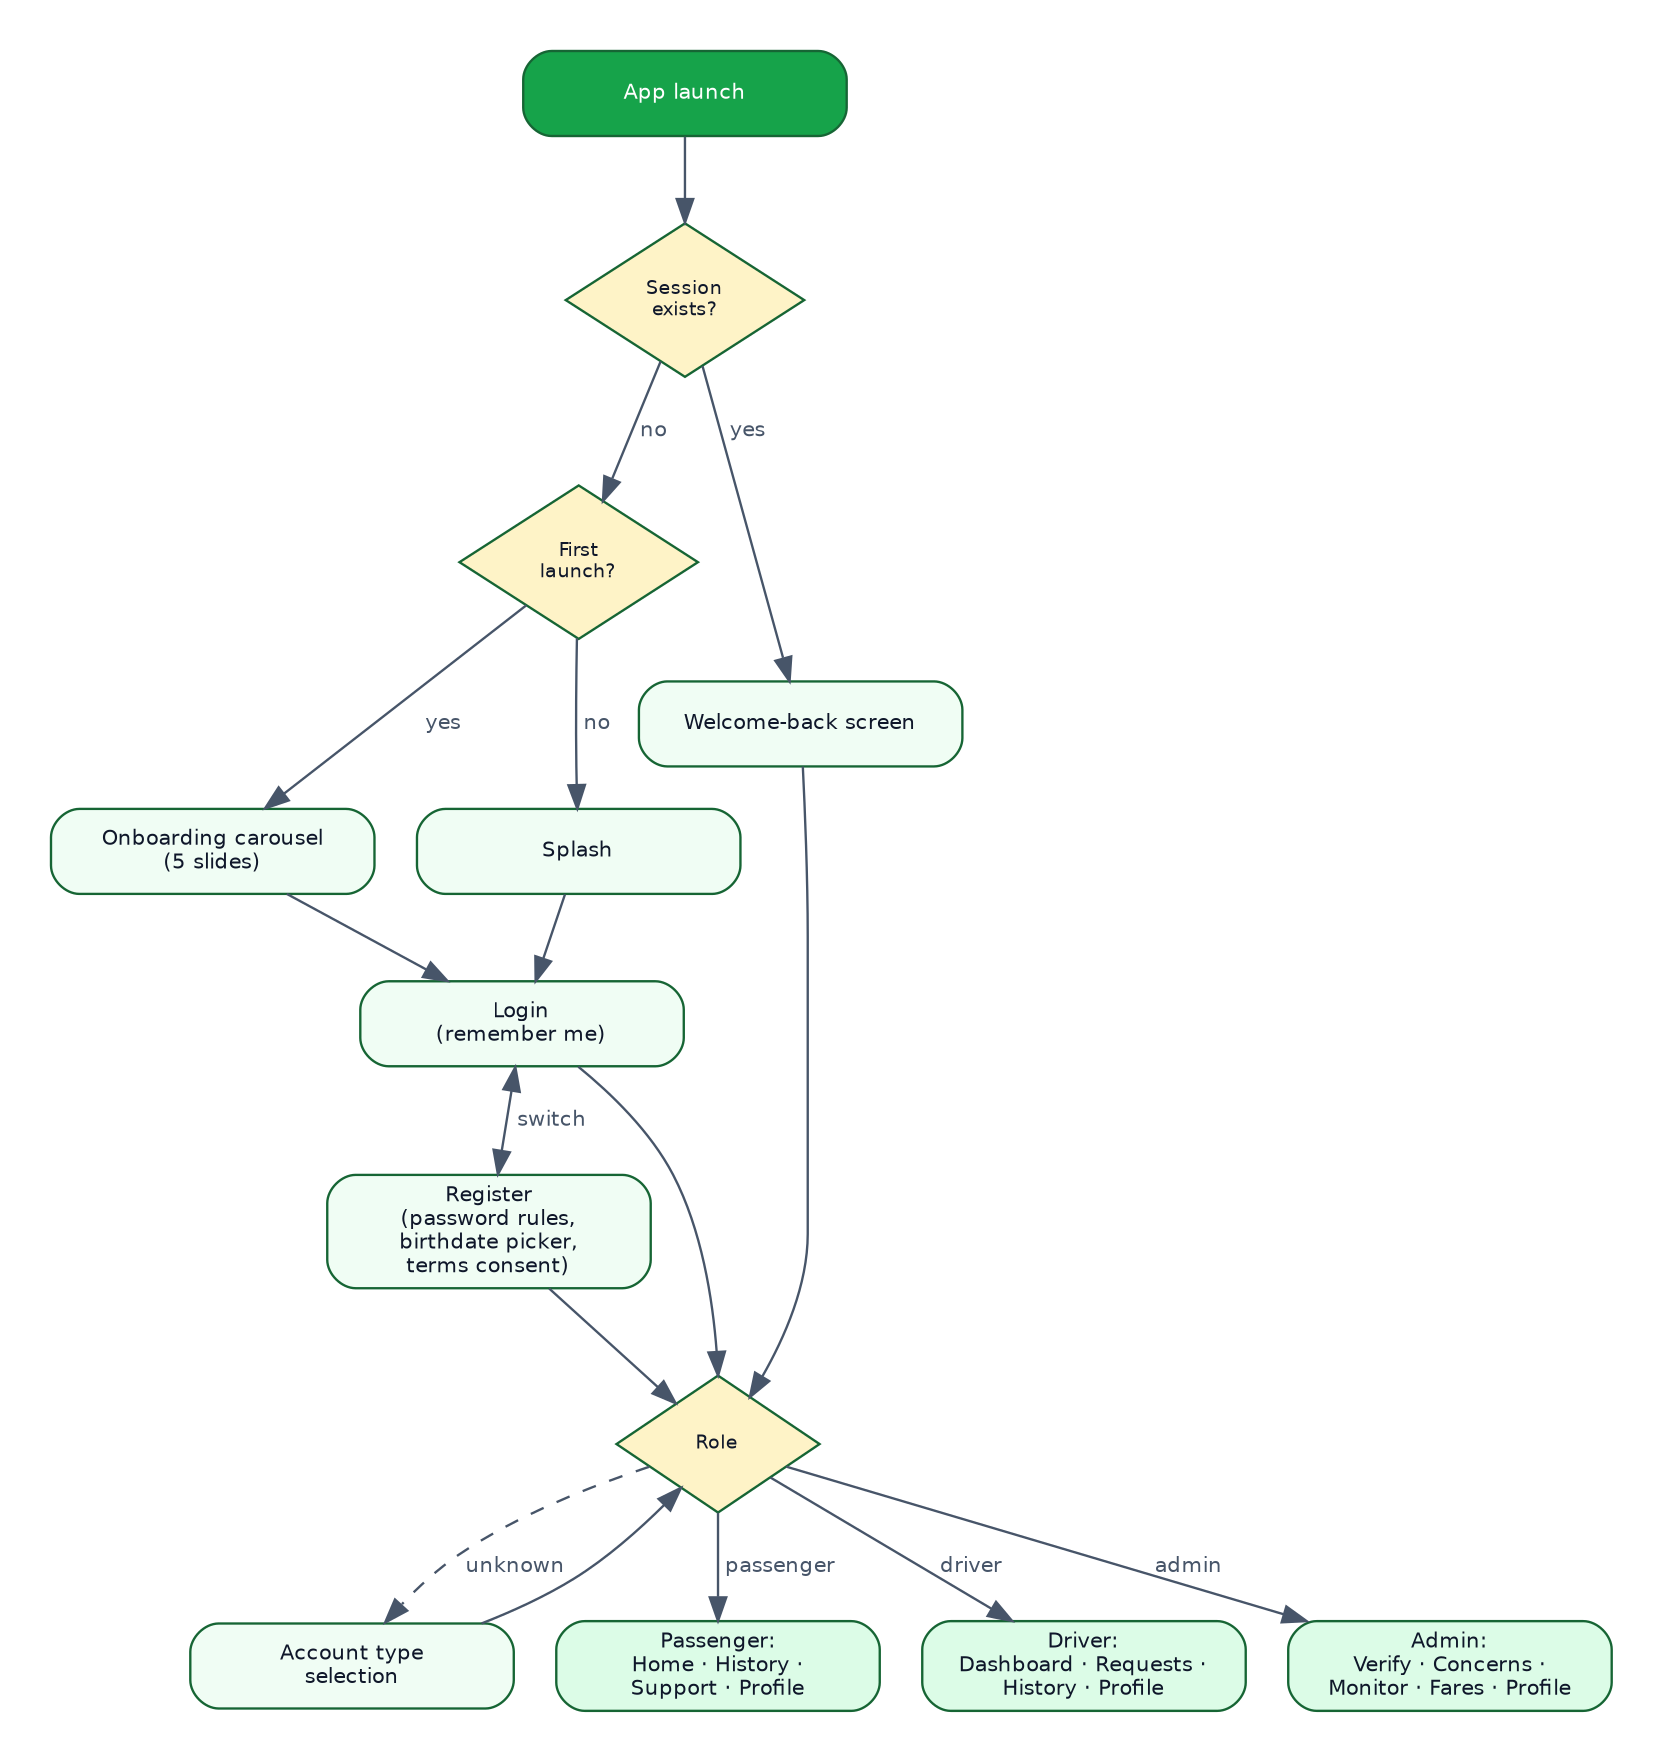 App launch
Session
exists?
no
yes
First
launch?
yes
no
Welcome-back screen
Onboarding carousel
(5 slides)
Splash
Login
(remember me)
switch
Register
(password rules,
birthdate picker,
terms consent)
Role
unknown
passenger
driver
admin
Account type
selection
Passenger:
Home · History ·
Support · Profile
Driver:
Dashboard · Requests ·
History · Profile
Admin:
Verify · Concerns ·
Monitor · Fares · Profile